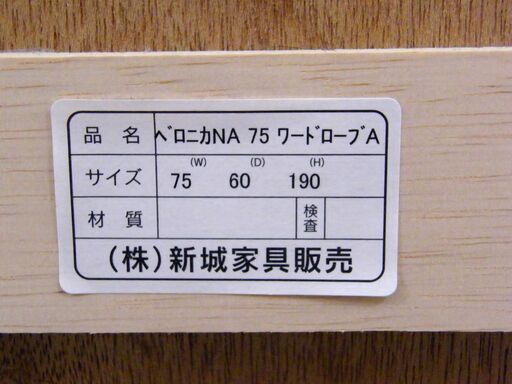 品名 ﾍﾞﾛﾆｶNA 75 ﾜｰﾄﾞﾛｰﾌﾞA
サイズ 75(W) 60(D) 190(H)
材質 検査
(株)新城家具販売